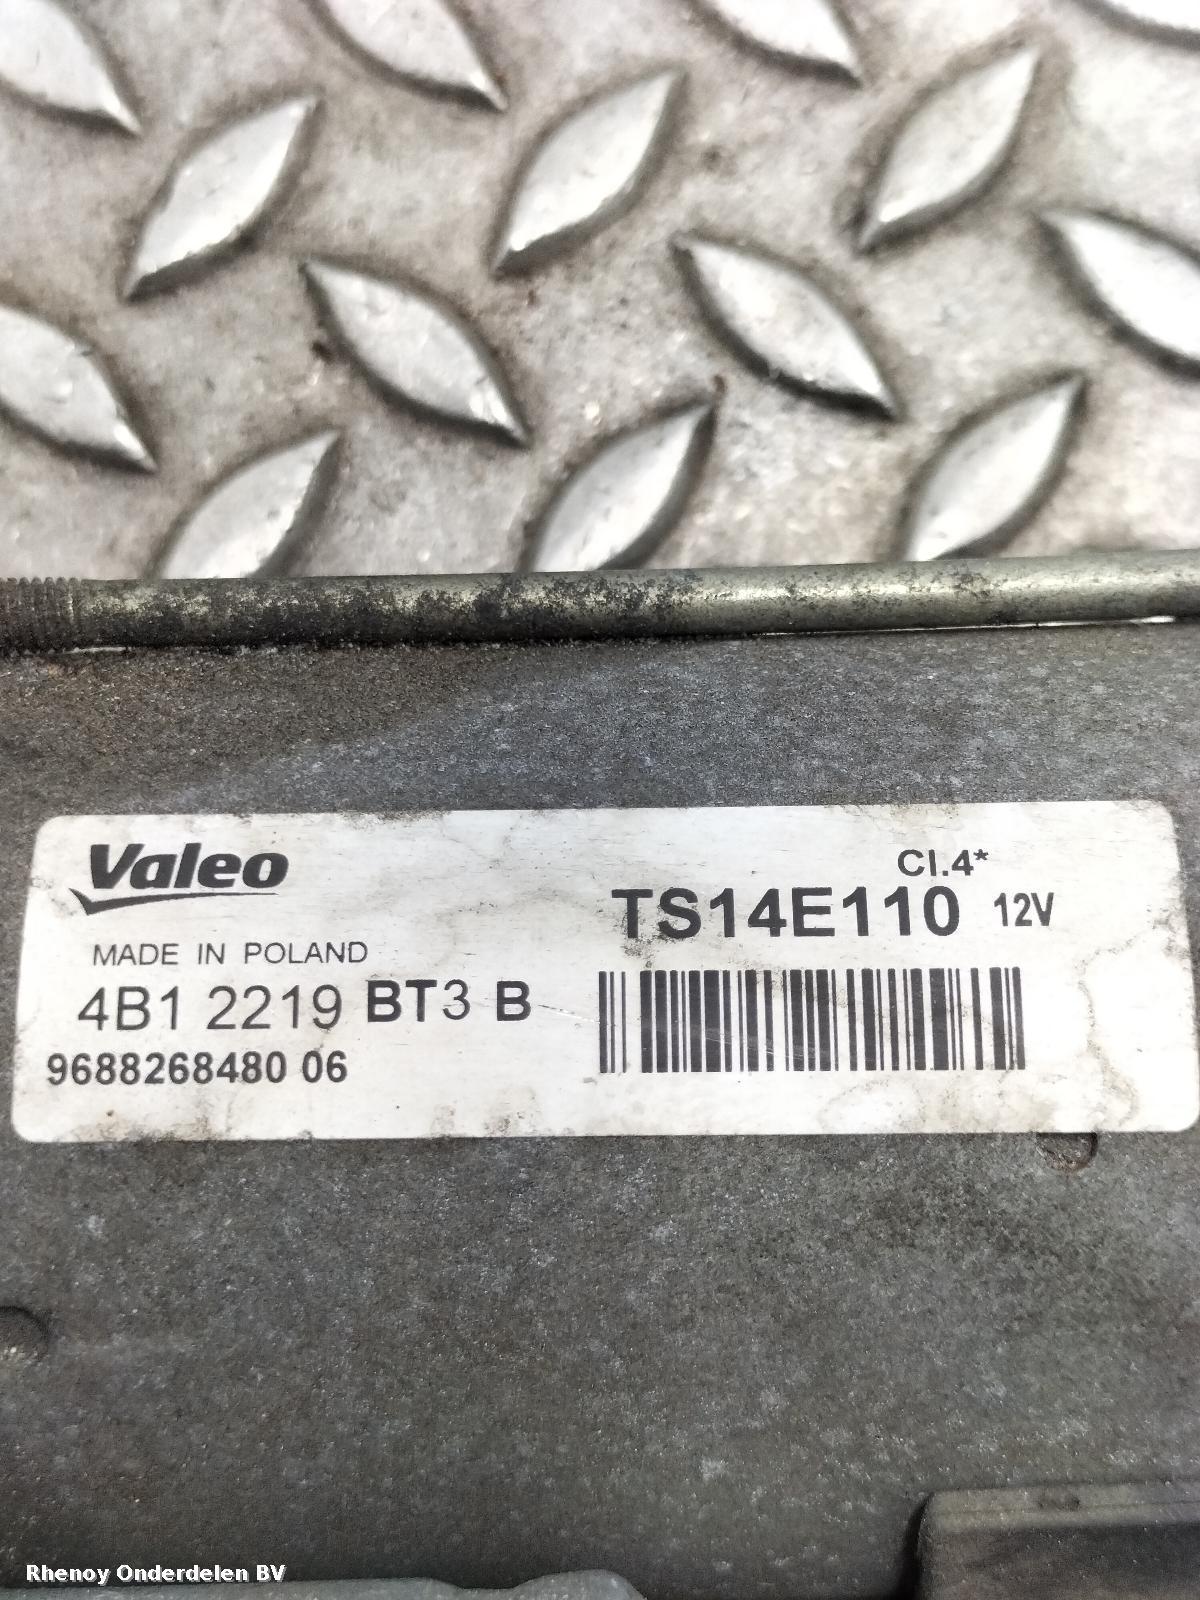 Valeo
Cl.4*
TS14E110 12V
MADE IN POLAND
4B1 2219 BT3 B
9688268480 06
Rhenoy Onderdelen BV